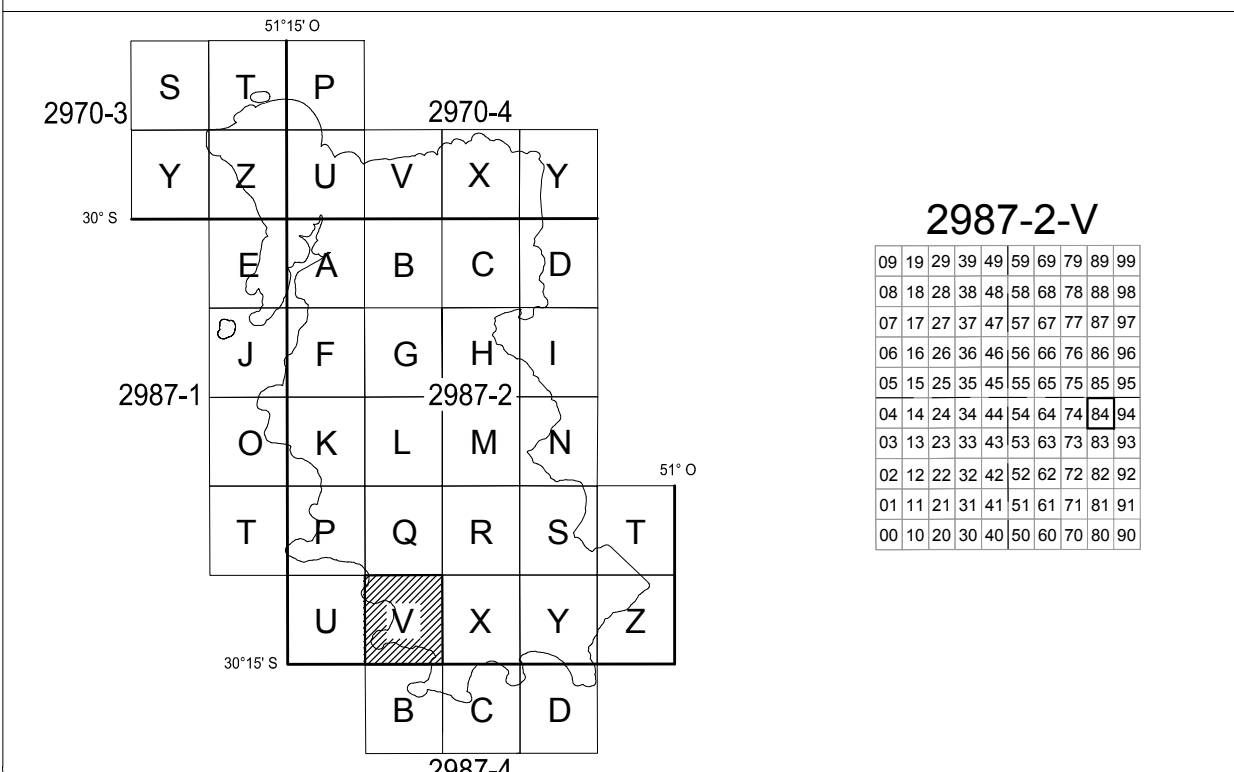 51°15' O
S T P
2970-3 2970-4
Y Z U V X Y
30° S
E A B C D
J F G H I
2987-1 2987-2
O K L M N
51° O
T P Q R S T
U V X Y Z
30°15' S
B C D
2987-4
2987-2-V
09 19 29 39 49 59 69 79 89 99
08 18 28 38 48 58 68 78 88 98
07 17 27 37 47 57 67 77 87 97
06 16 26 36 46 56 66 76 86 96
05 15 25 35 45 55 65 75 85 95
04 14 24 34 44 54 64 74 84 94
03 13 23 33 43 53 63 73 83 93
02 12 22 32 42 52 62 72 82 92
01 11 21 31 41 51 61 71 81 91
00 10 20 30 40 50 60 70 80 90